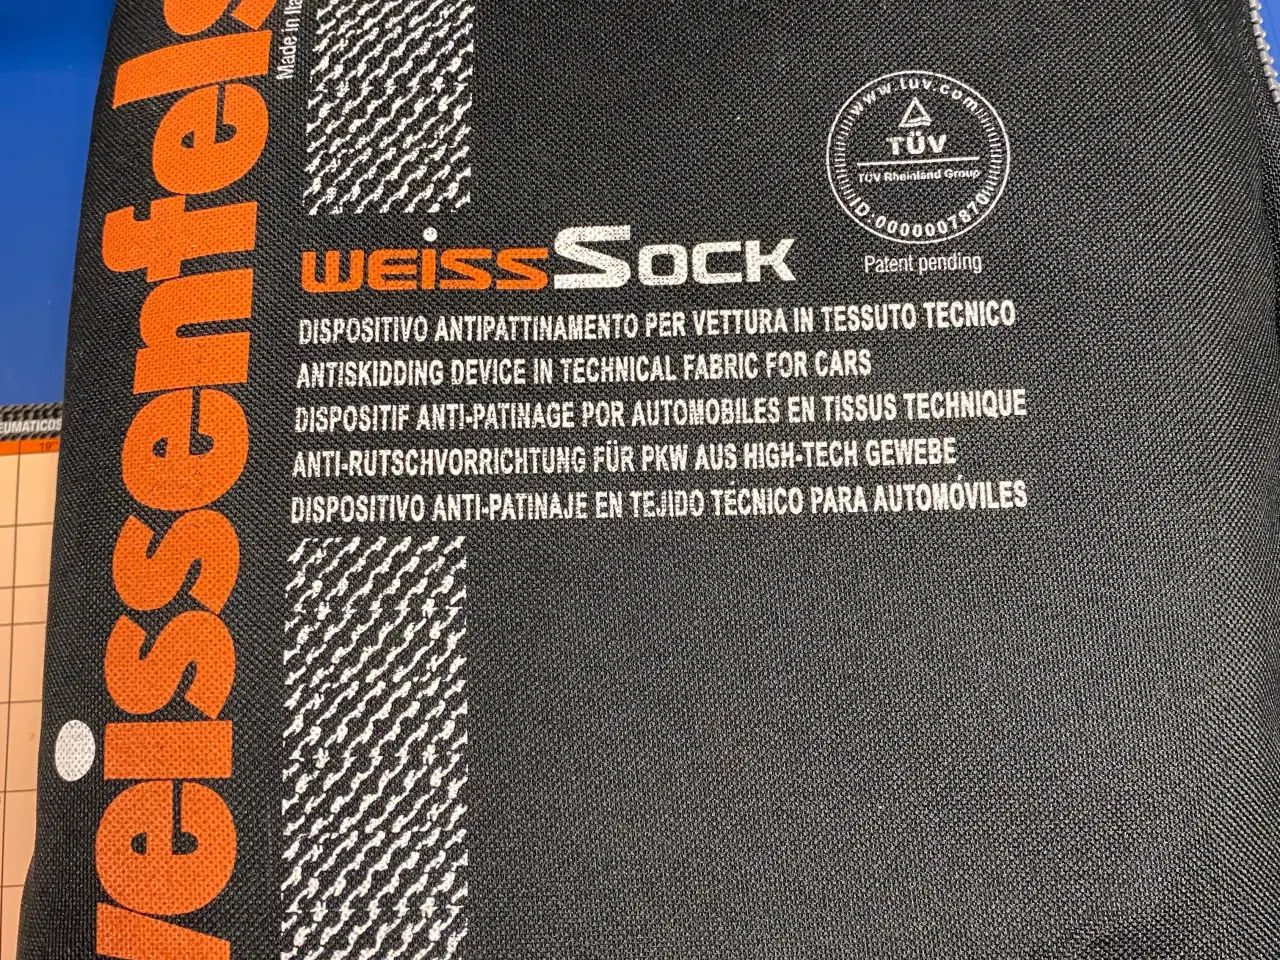 weissenfels
Made in Ita
www.tuv.com
TÜV
TÜV Rheinland Group
ID:0000007870
Patent pending
weissSock
DISPOSITIVO ANTIPATTINAMENTO PER VETTURA IN TESSUTO TECNICO
ANTISKIDDING DEVICE IN TECHNICAL FABRIC FOR CARS
DISPOSITIF ANTI-PATINAGE POR AUTOMOBILES EN TISSUS TECHNIQUE
ANTI-RUTSCHVORRICHTUNG FÜR PKW AUS HIGH-TECH GEWEBE
DISPOSITIVO ANTI-PATINAJE EN TEJIDO TÉCNICO PARA AUTOMÓVILES
EUMATICOS